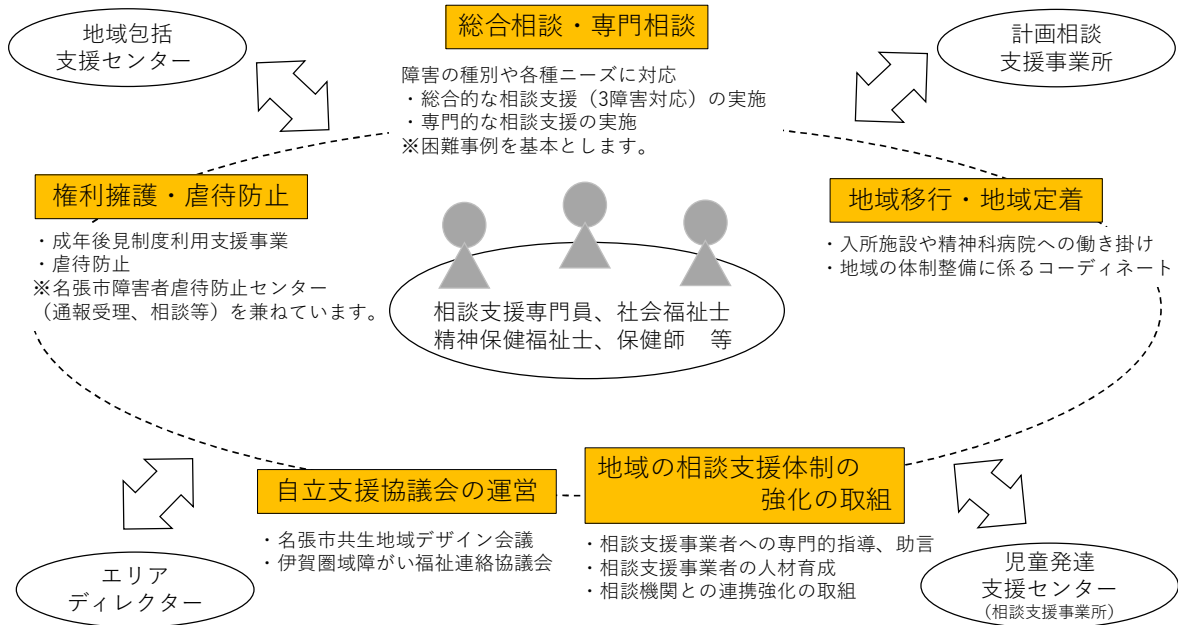 地域包括
支援センター
総合相談・専門相談
障害の種別や各種ニーズに対応
・総合的な相談支援（3障害対応）の実施
・専門的な相談支援の実施
※困難事例を基本とします。
計画相談
支援事業所
権利擁護・虐待防止
・成年後見制度利用支援事業
・虐待防止
※名張市障害者虐待防止センター
（通報受理、相談等）を兼ねています。
地域移行・地域定着
・入所施設や精神科病院への働き掛け
・地域の体制整備に係るコーディネート
相談支援専門員、社会福祉士
精神保健福祉士、保健師　等
自立支援協議会の運営
・名張市共生地域デザイン会議
・伊賀圏域障がい福祉連絡協議会
地域の相談支援体制の
強化の取組
・相談支援事業者への専門的指導、助言
・相談支援事業者の人材育成
・相談機関との連携強化の取組
エリア
ディレクター
児童発達
支援センター
（相談支援事業所）